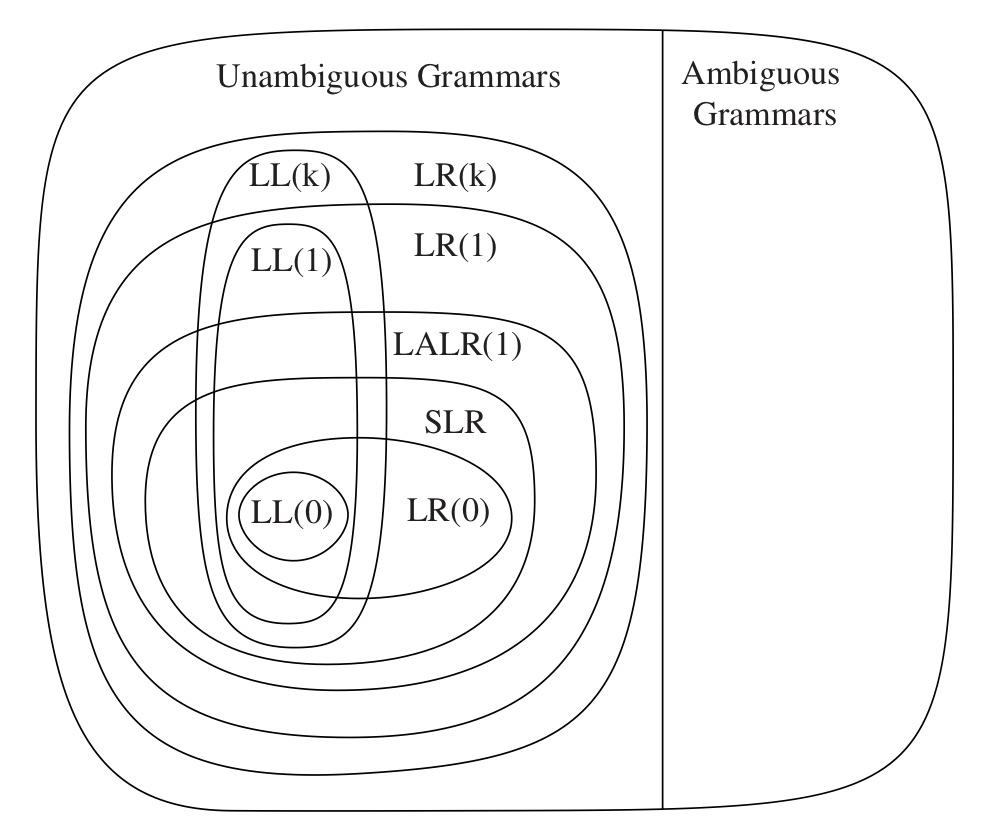 Unambiguous Grammars
Ambiguous
Grammars
LL(k)
LR(k)
LL(1)
LR(1)
LALR(1)
SLR
LL(0)
LR(0)